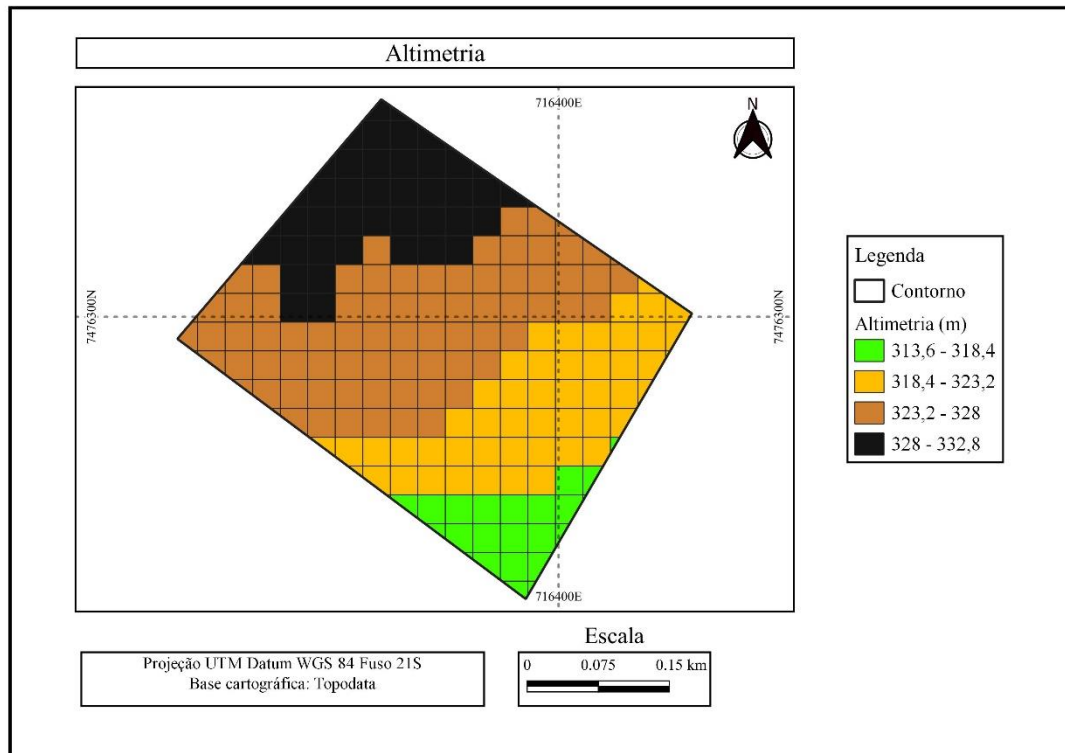 Altimetria
716400E
N
7476300N
7476300N
716400E
Legenda
Contorno
Altimetria (m)
313,6 - 318,4
318,4 - 323,2
323,2 - 328
328 - 332,8
Projeção UTM Datum WGS 84 Fuso 21S
Base cartográfica: Topodata
Escala
0 0.075 0.15 km